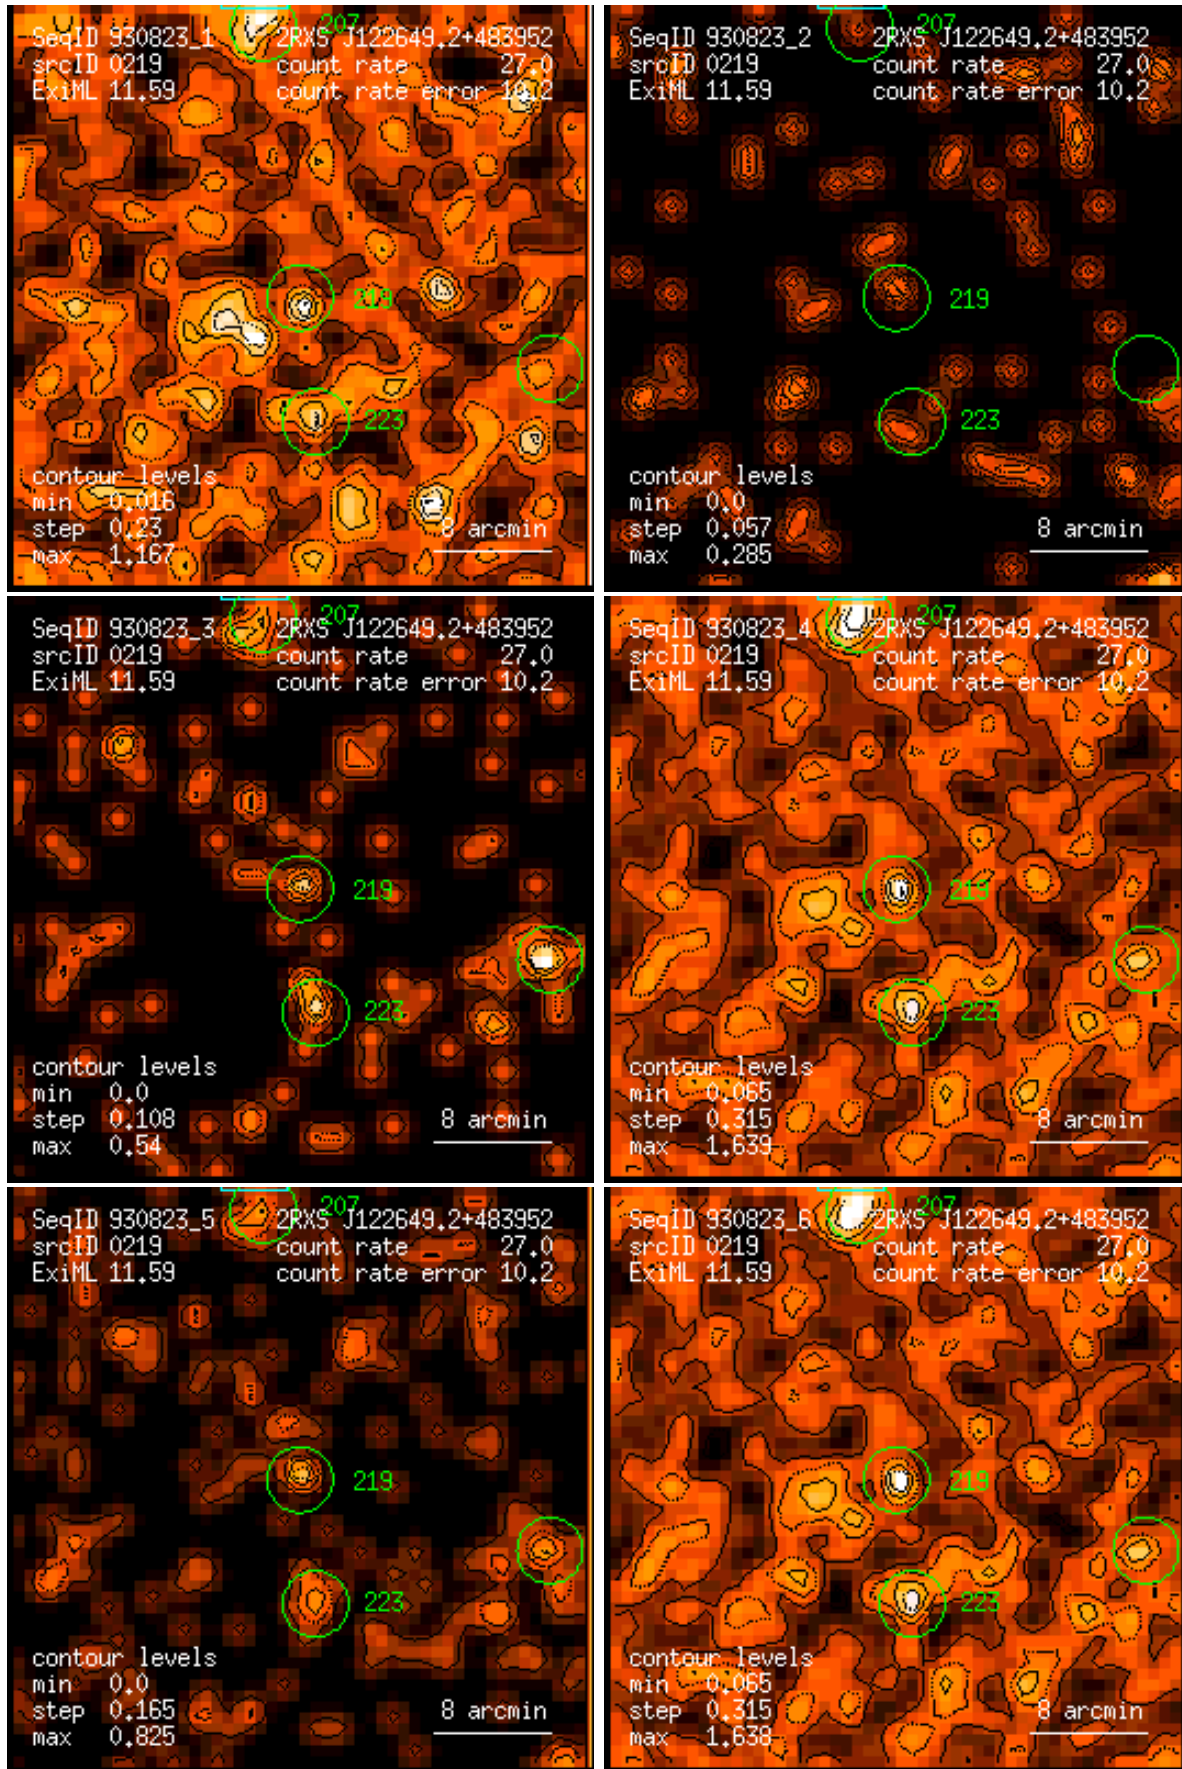 207
SeqID 930823_1 2RXS J122649.2+483952
srcID 0219 count rate 27.0
ExiML 11.59 count rate error 10.2
219
223
contour levels
min 0.016
step 0.23
max 1.167
8 arcmin
207
SeqID 930823_2 2RXS J122649.2+483952
srcID 0219 count rate 27.0
ExiML 11.59 count rate error 10.2
219
223
contour levels
min 0.0
step 0.057
max 0.285
8 arcmin
207
SeqID 930823_3 2RXS J122649.2+483952
srcID 0219 count rate 27.0
ExiML 11.59 count rate error 10.2
219
223
contour levels
min 0.0
step 0.108
max 0.54
8 arcmin
207
SeqID 930823_4 2RXS J122649.2+483952
srcID 0219 count rate 27.0
ExiML 11.59 count rate error 10.2
219
223
contour levels
min 0.065
step 0.315
max 1.639
8 arcmin
207
SeqID 930823_5 2RXS J122649.2+483952
srcID 0219 count rate 27.0
ExiML 11.59 count rate error 10.2
219
223
contour levels
min 0.0
step 0.165
max 0.825
8 arcmin
207
SeqID 930823_6 2RXS J122649.2+483952
srcID 0219 count rate 27.0
ExiML 11.59 count rate error 10.2
219
223
contour levels
min 0.065
step 0.315
max 1.638
8 arcmin